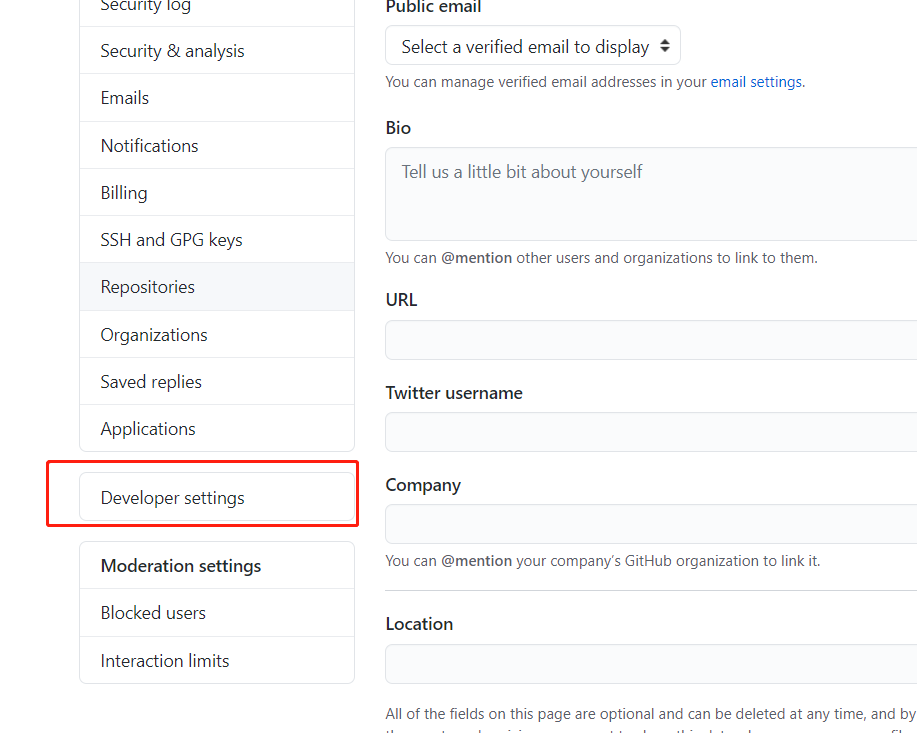 Security log
Security & analysis
Emails
Notifications
Billing
SSH and GPG keys
Repositories
Organizations
Saved replies
Applications
Developer settings
Moderation settings
Blocked users
Interaction limits
Public email
Select a verified email to display
You can manage verified email addresses in your email settings.
Bio
Tell us a little bit about yourself
You can @mention other users and organizations to link to them.
URL
Twitter username
Company
You can @mention your company’s GitHub organization to link it.
Location
All of the fields on this page are optional and can be deleted at any time, and by